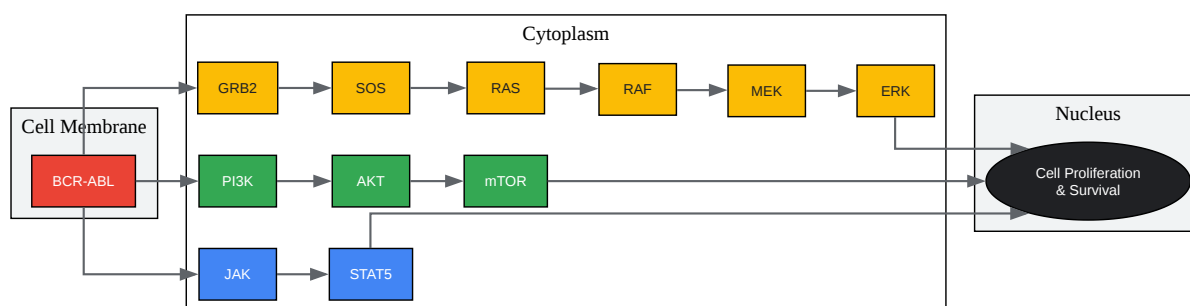 Cytoplasm
GRB2
SOS
RAS
RAF
MEK
ERK
Cell Membrane
BCR-ABL
PI3K
AKT
mTOR
Nucleus
Cell Proliferation
& Survival
JAK
STAT5